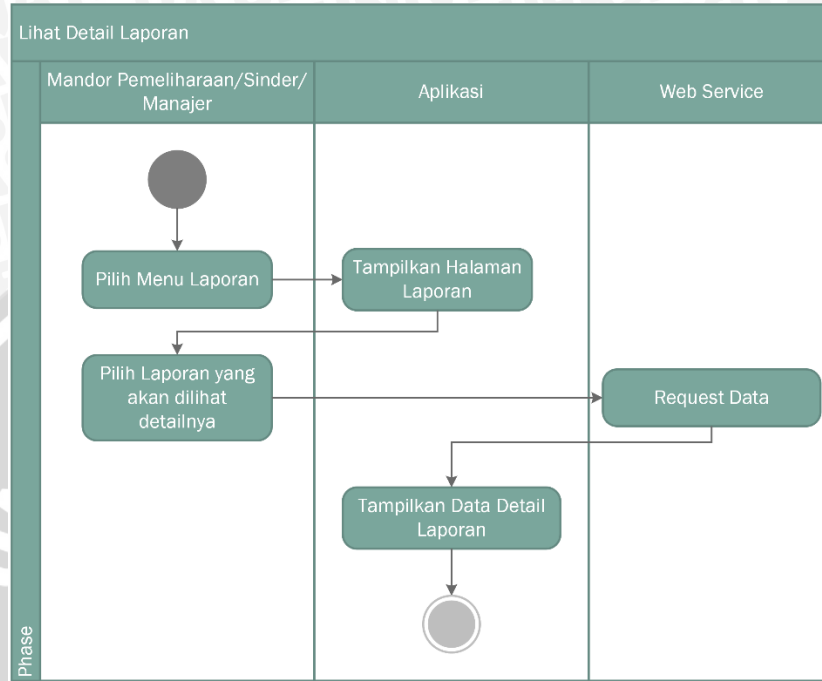 Lihat Detail Laporan
Mandor Pemeliharaan/Sinder/
Manajer
Aplikasi
Web Service
Pilih Menu Laporan
Tampilkan Halaman
Laporan
Pilih Laporan yang
akan dilihat
detailnya
Request Data
Tampilkan Data Detail
Laporan
Phase